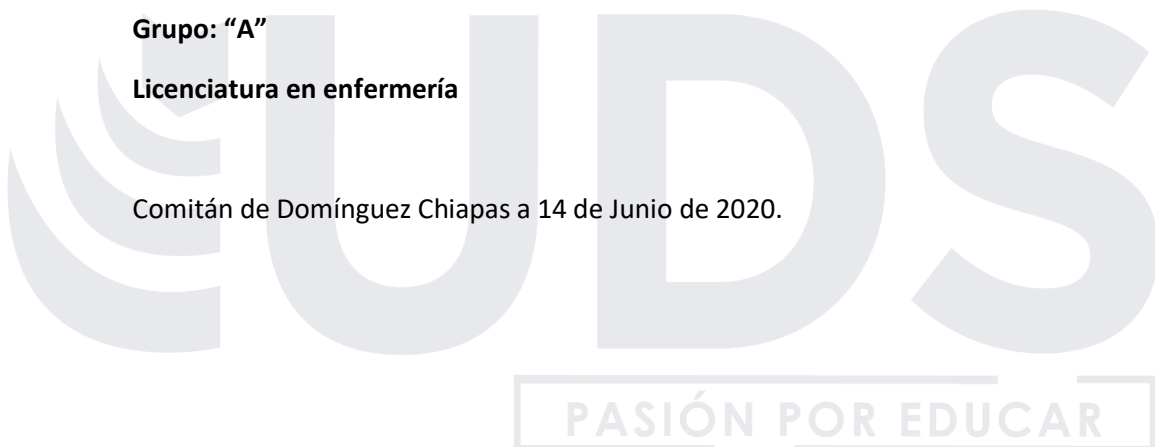 Grupo: “A”
Licenciatura en enfermería
Comitán de Domínguez Chiapas a 14 de Junio de 2020.
UDS
PASIÓN POR EDUCAR